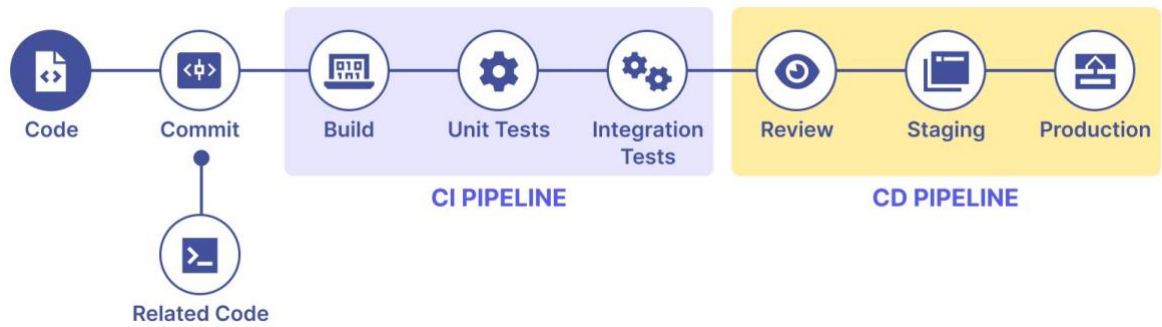 Code
Commit
Build
Unit Tests
Integration
Tests
Review
Staging
Production
CI PIPELINE
CD PIPELINE
Related Code